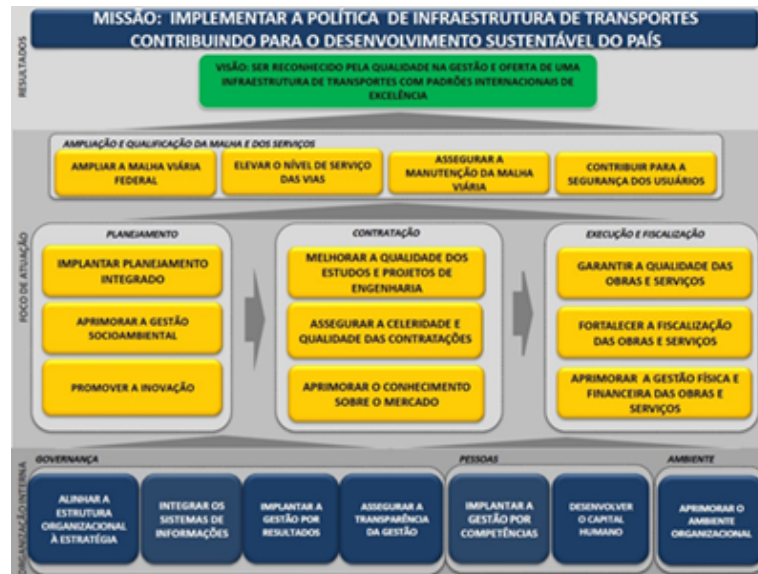 MISSÃO: IMPLEMENTAR A POLÍTICA DE INFRAESTRUTURA DE TRANSPORTES
CONTRIBUINDO PARA O DESENVOLVIMENTO SUSTENTÁVEL DO PAÍS
RESULTADOS
VISÃO: SER RECONHECIDO PELA QUALIDADE NA GESTÃO E OFERTA DE UMA
INFRAESTRUTURA DE TRANSPORTES COM PADRÕES INTERNACIONAIS DE
EXCELÊNCIA
FOCO DE ATUAÇÃO
AMPLIAÇÃO E QUALIFICAÇÃO DA MALHA E DOS SERVIÇOS
AMPLIAR A MALHA VIÁRIA
FEDERAL
ELEVAR O NÍVEL DE SERVIÇO
DAS VIAS
ASSEGURAR A
MANUTENÇÃO DA MALHA
VIÁRIA
CONTRIBUIR PARA A
SEGURANÇA DOS USUÁRIOS
PLANEJAMENTO
IMPLANTAR PLANEJAMENTO
INTEGRADO
APRIMORAR A GESTÃO
SOCIOAMBIENTAL
PROMOVER A INOVAÇÃO
CONTRATAÇÃO
MELHORAR A QUALIDADE DOS
ESTUDOS E PROJETOS DE
ENGENHARIA
ASSEGURAR A CELERIDADE E
QUALIDADE DAS CONTRATAÇÕES
APRIMORAR O CONHECIMENTO
SOBRE O MERCADO
EXECUÇÃO E FISCALIZAÇÃO
GARANTIR A QUALIDADE DAS
OBRAS E SERVIÇOS
FORTALECER A FISCALIZAÇÃO
DAS OBRAS E SERVIÇOS
APRIMORAR A GESTÃO FÍSICA E
FINANCEIRA DAS OBRAS E
SERVIÇOS
ORGANIZAÇÃO INTERNA
GOVERNANÇA
ALINHAR A
ESTRUTURA
ORGANIZACIONAL
À ESTRATÉGIA
INTEGRAR OS
SISTEMAS DE
INFORMAÇÕES
IMPLANTAR A
GESTÃO POR
RESULTADOS
ASSEGURAR A
TRANSPARÊNCIA
DA GESTÃO
PESSOAS
IMPLANTAR A
GESTÃO POR
COMPETÊNCIAS
DESENVOLVER
O CAPITAL
HUMANO
AMBIENTE
APRIMORAR O
AMBIENTE
ORGANIZACIONAL